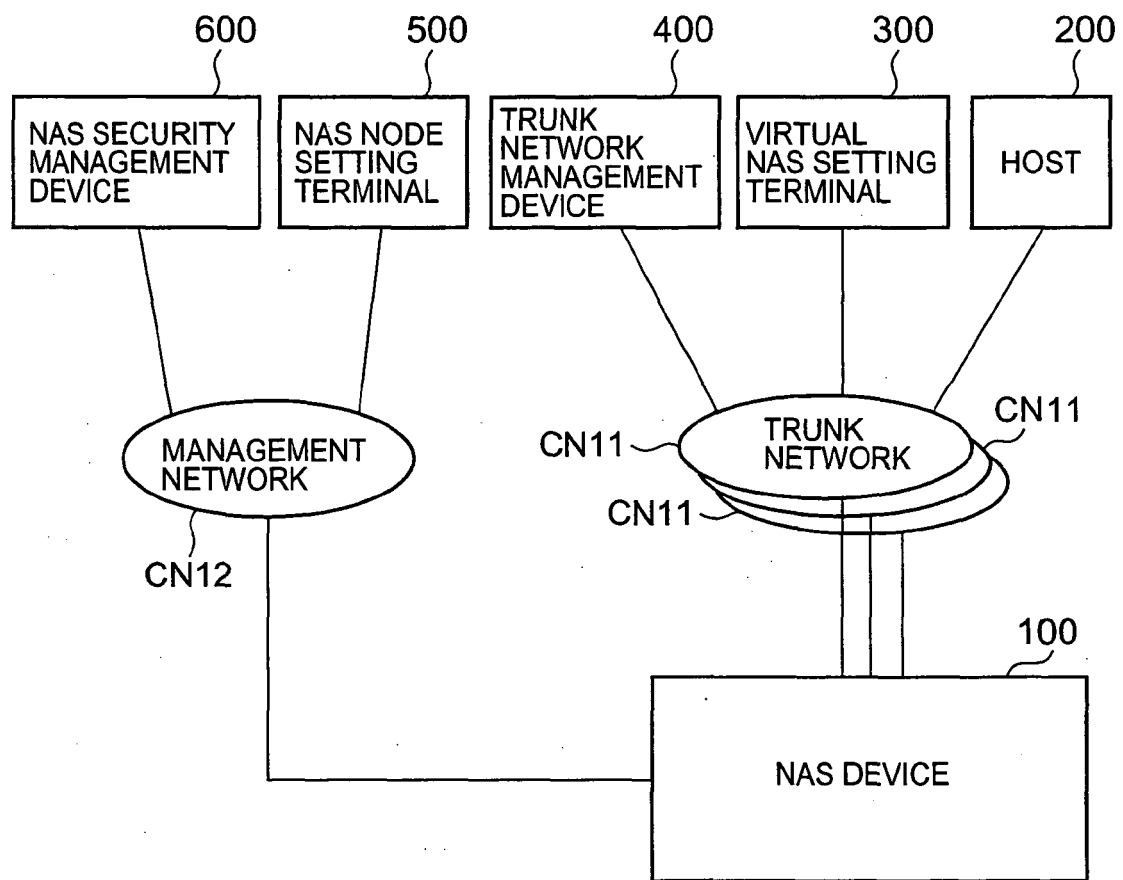 600
500
400
300
200
NAS SECURITY
MANAGEMENT
DEVICE
NAS NODE
SETTING
TERMINAL
TRUNK
NETWORK
MANAGEMENT
DEVICE
VIRTUAL
NAS SETTING
TERMINAL
HOST
MANAGEMENT
NETWORK
CN12
CN11
TRUNK
NETWORK
CN11
CN11
100
NAS DEVICE